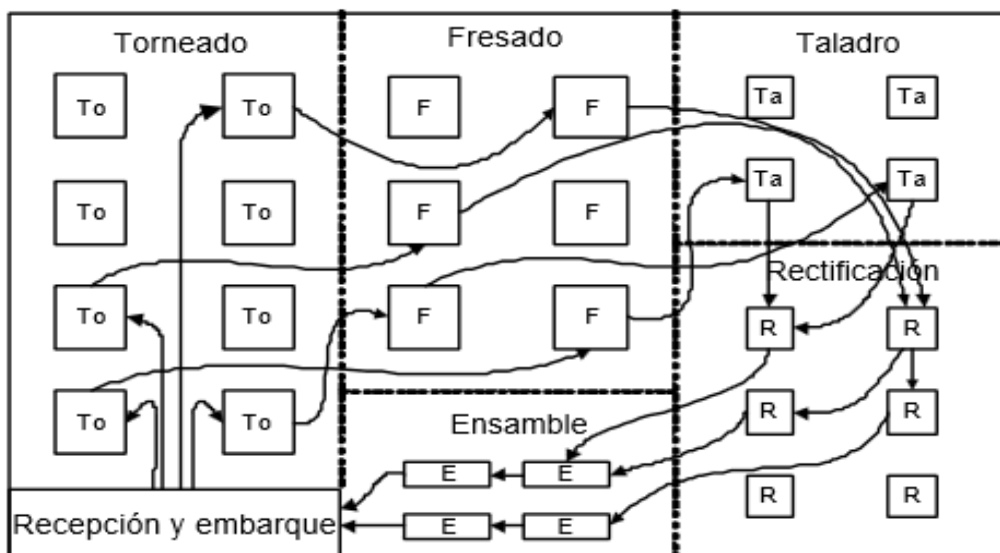 Torneado
To
To
To
To
To
To
To
To
Fresado
F
F
F
F
F
F
Taladro
Ta
Ta
Ta
Ta
Rectificación
R
R
R
R
R
R
Ensamble
E
E
E
E
Recepción y embarque